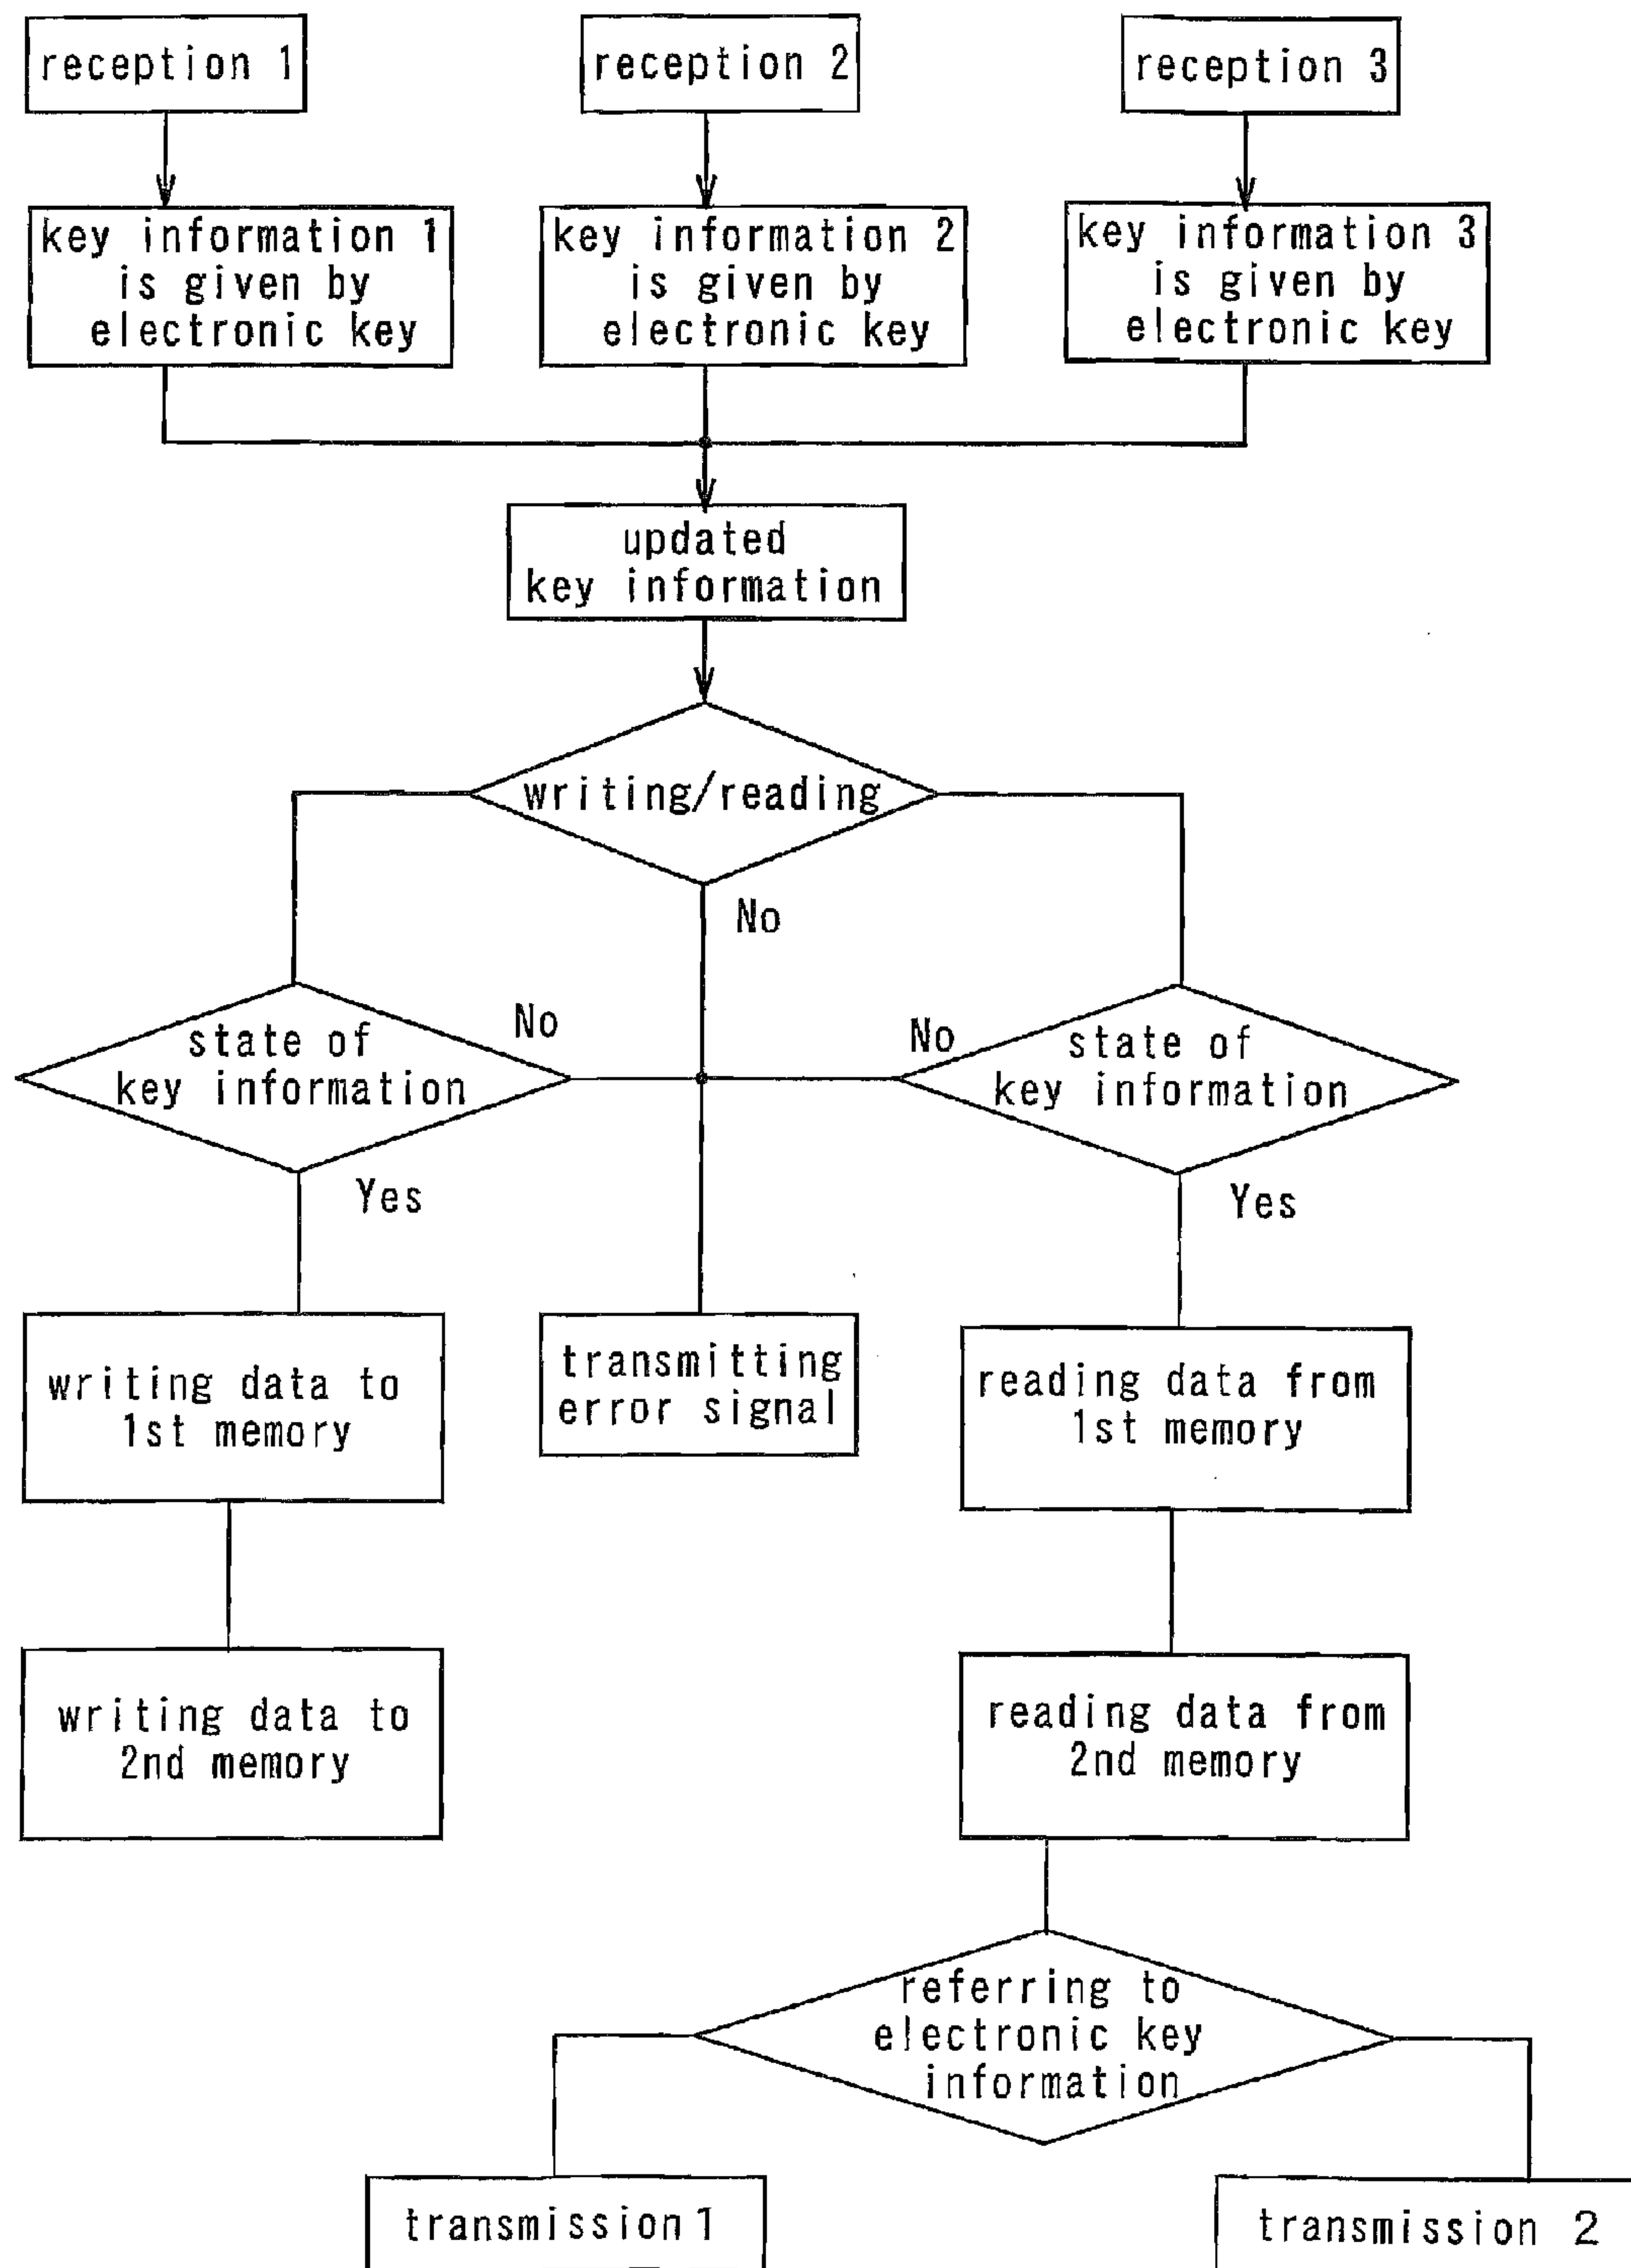 reception 1
reception 2
reception 3
key information 1
is given by
electronic key
key information 2
is given by
electronic key
key information 3
is given by
electronic key
updated
key information
writing/reading
No
state of
key information
No
No
state of
key information
Yes
Yes
writing data to
1st memory
transmitting
error signal
reading data from
1st memory
writing data to
2nd memory
reading data from
2nd memory
referring to
electronic key
information
transmission 1
transmission 2